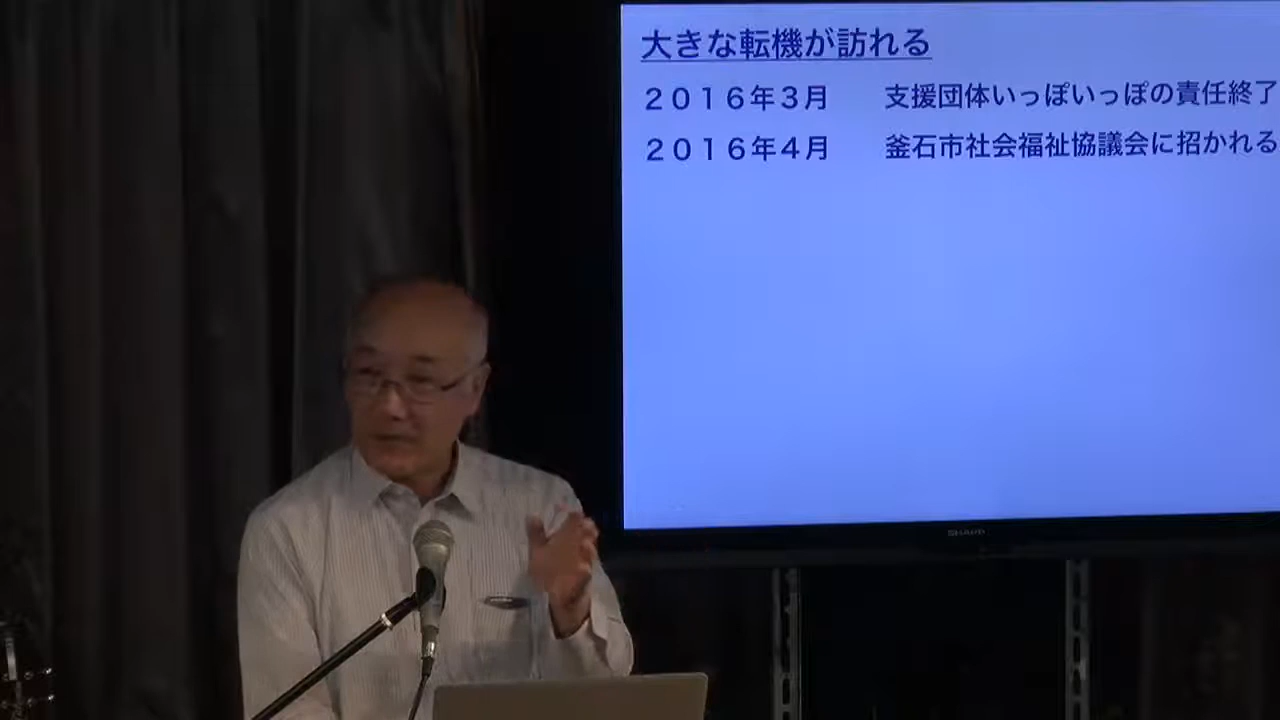 大きな転機が訪れる
２０１６年３月　　支援団体いっぽいっぽの責任終了
２０１６年４月　　釜石市社会福祉協議会に招かれる
SHARP